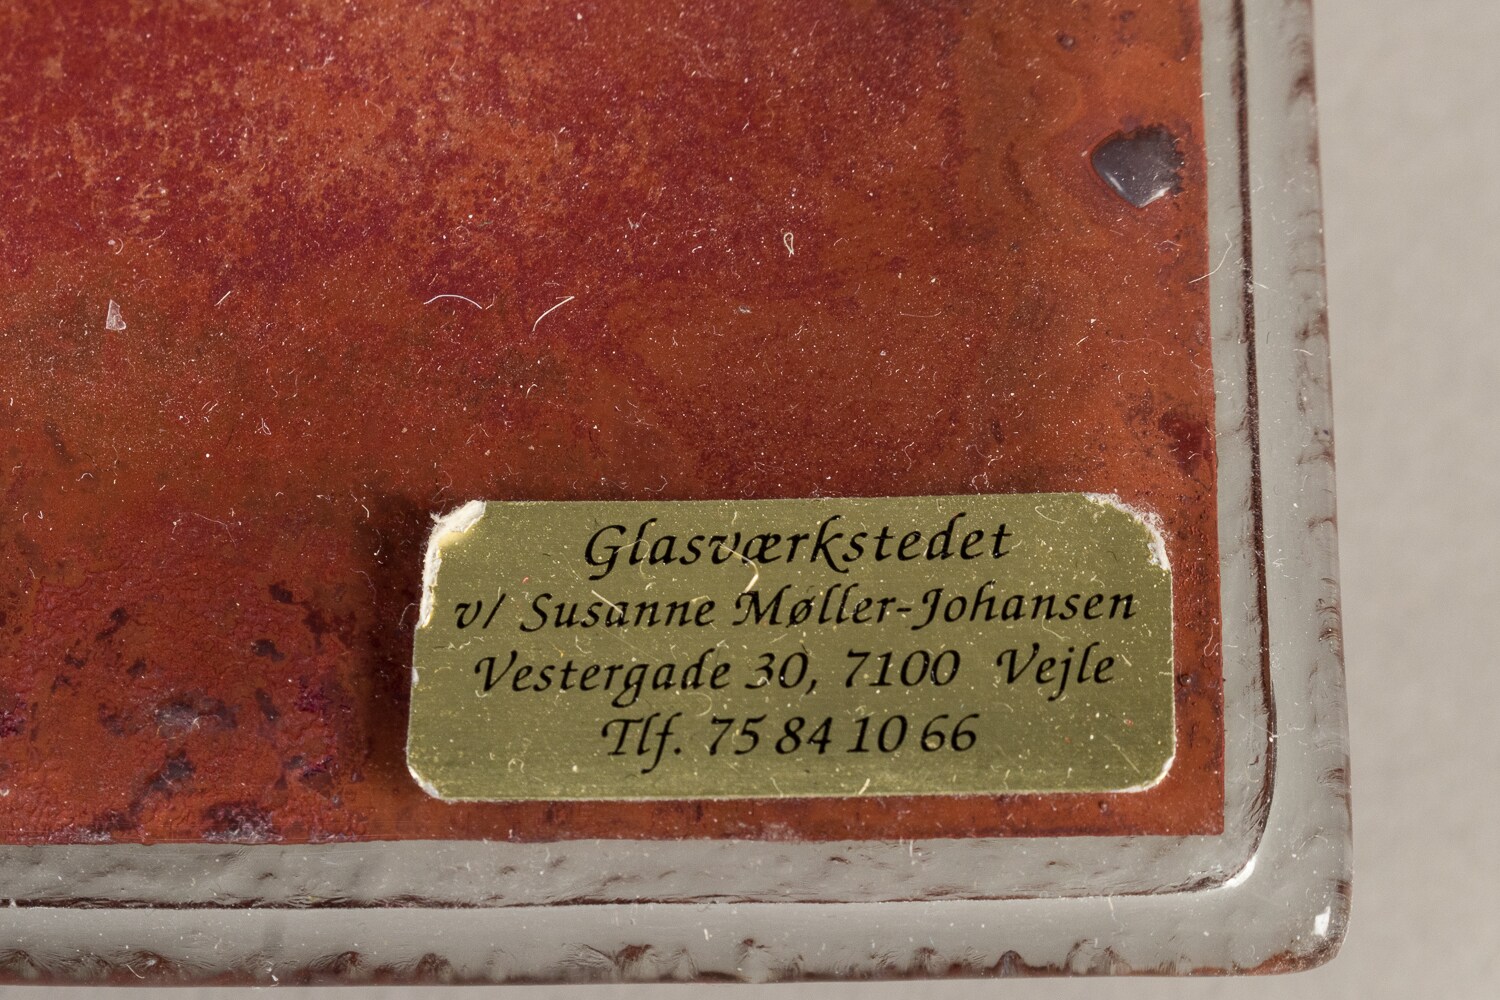 Glasværkstedet
v/ Susanne Møller-Johansen
Vestergade 30, 7100 Vejle
Tlf. 75 84 10 66